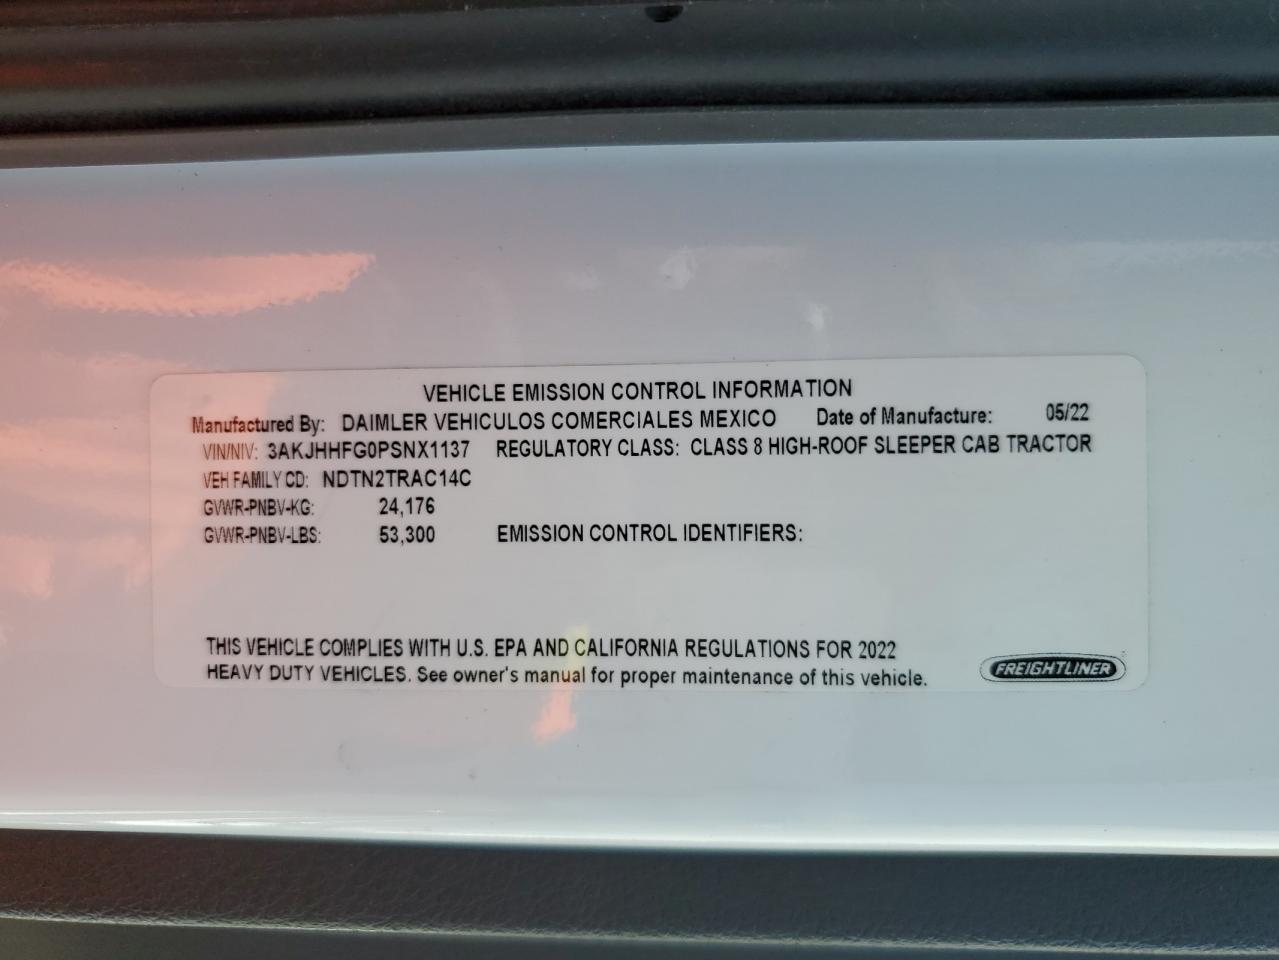 VEHICLE EMISSION CONTROL INFORMATION
Manufactured By: DAIMLER VEHICULOS COMERCIALES MEXICO Date of Manufacture: 05/22
VIN/NIV: 3AKJHHFG0PSNX1137 REGULATORY CLASS: CLASS 8 HIGH-ROOF SLEEPER CAB TRACTOR
VEH FAMILY CD: NDTN2TRAC14C
GVWR-PNBV-KG: 24,176
GVWR-PNBV-LBS: 53,300 EMISSION CONTROL IDENTIFIERS:
THIS VEHICLE COMPLIES WITH U.S. EPA AND CALIFORNIA REGULATIONS FOR 2022
HEAVY DUTY VEHICLES. See owner's manual for proper maintenance of this vehicle.
FREIGHTLINER